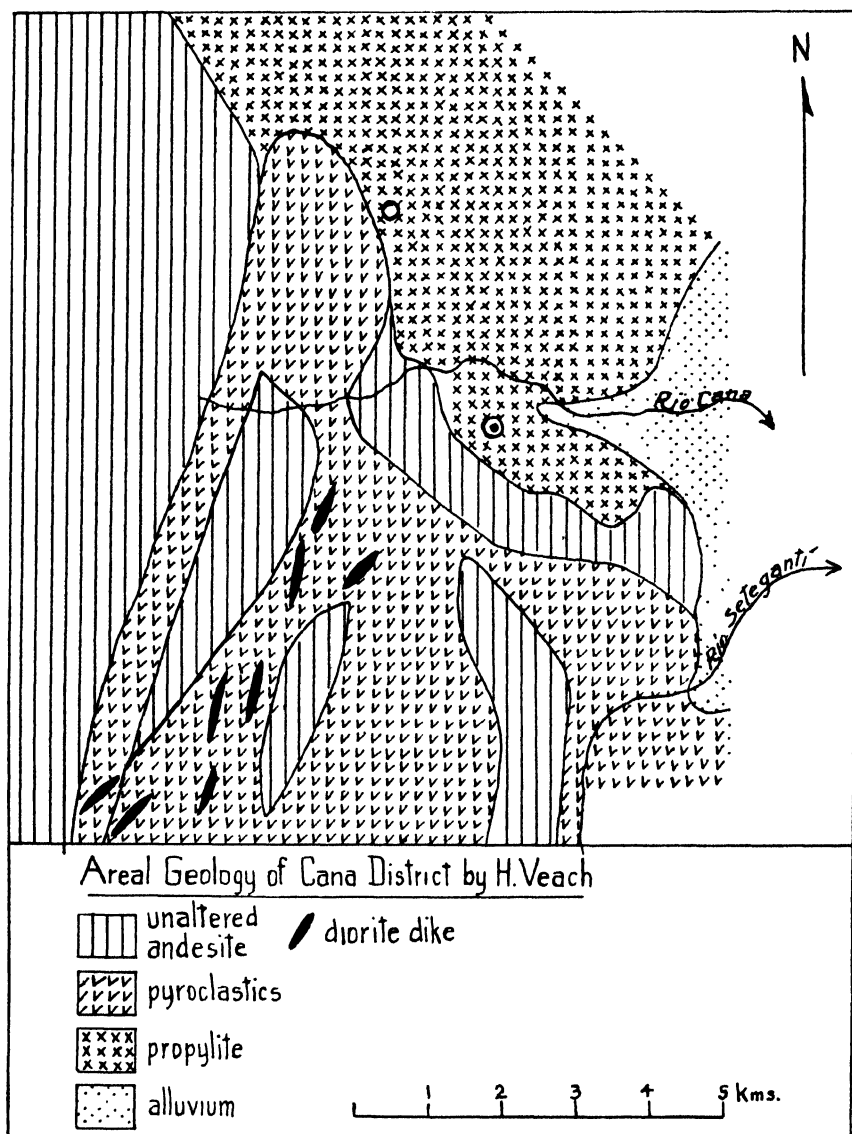 N
Rio Cana
Rio Seteganti
Areal Geology of Cana District by H. Veach
unaltered
andesite
diorite dike
pyroclastics
propylite
alluvium
1 2 3 4 5 Kms.